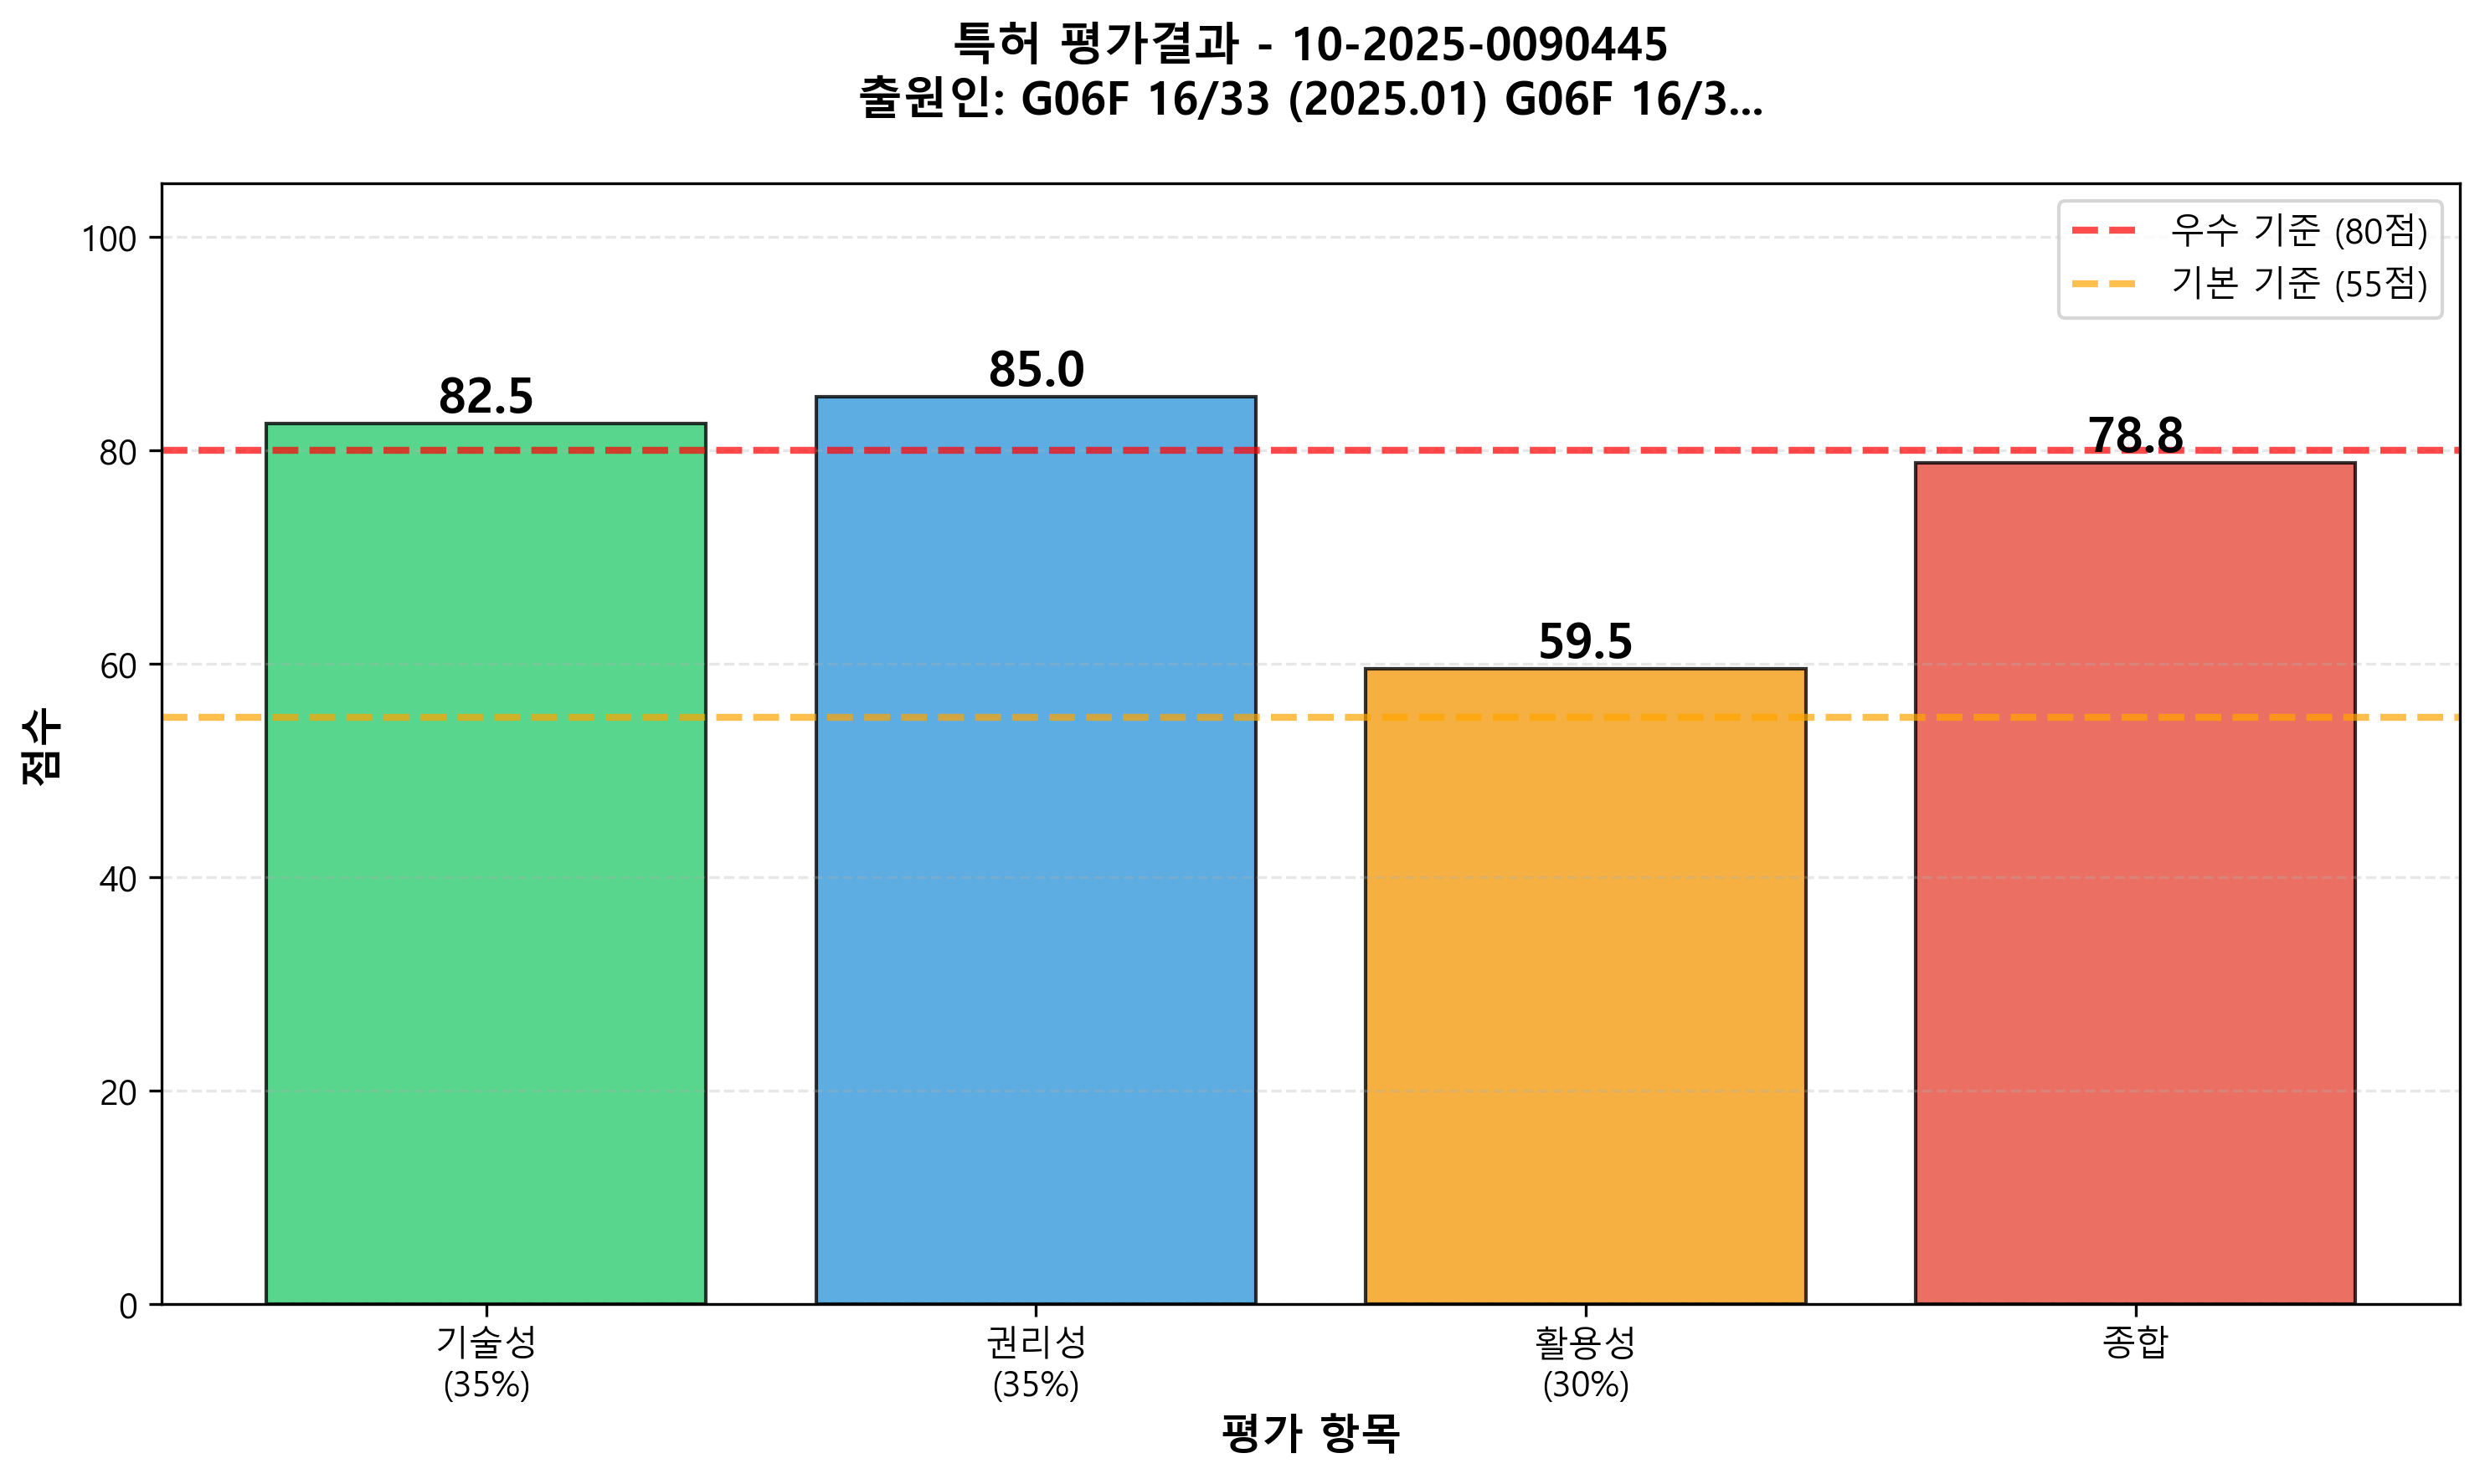 특허 평가결과 - 10-2025-0090445
출원인: G06F 16/33 (2025.01) G06F 16/3...
우수 기준 (80점)
기본 기준 (55점)
100
80
60
40
20
0
점수
82.5
85.0
59.5
78.8
기술성
(35%)
권리성
(35%)
활용성
(30%)
종합
평가 항목